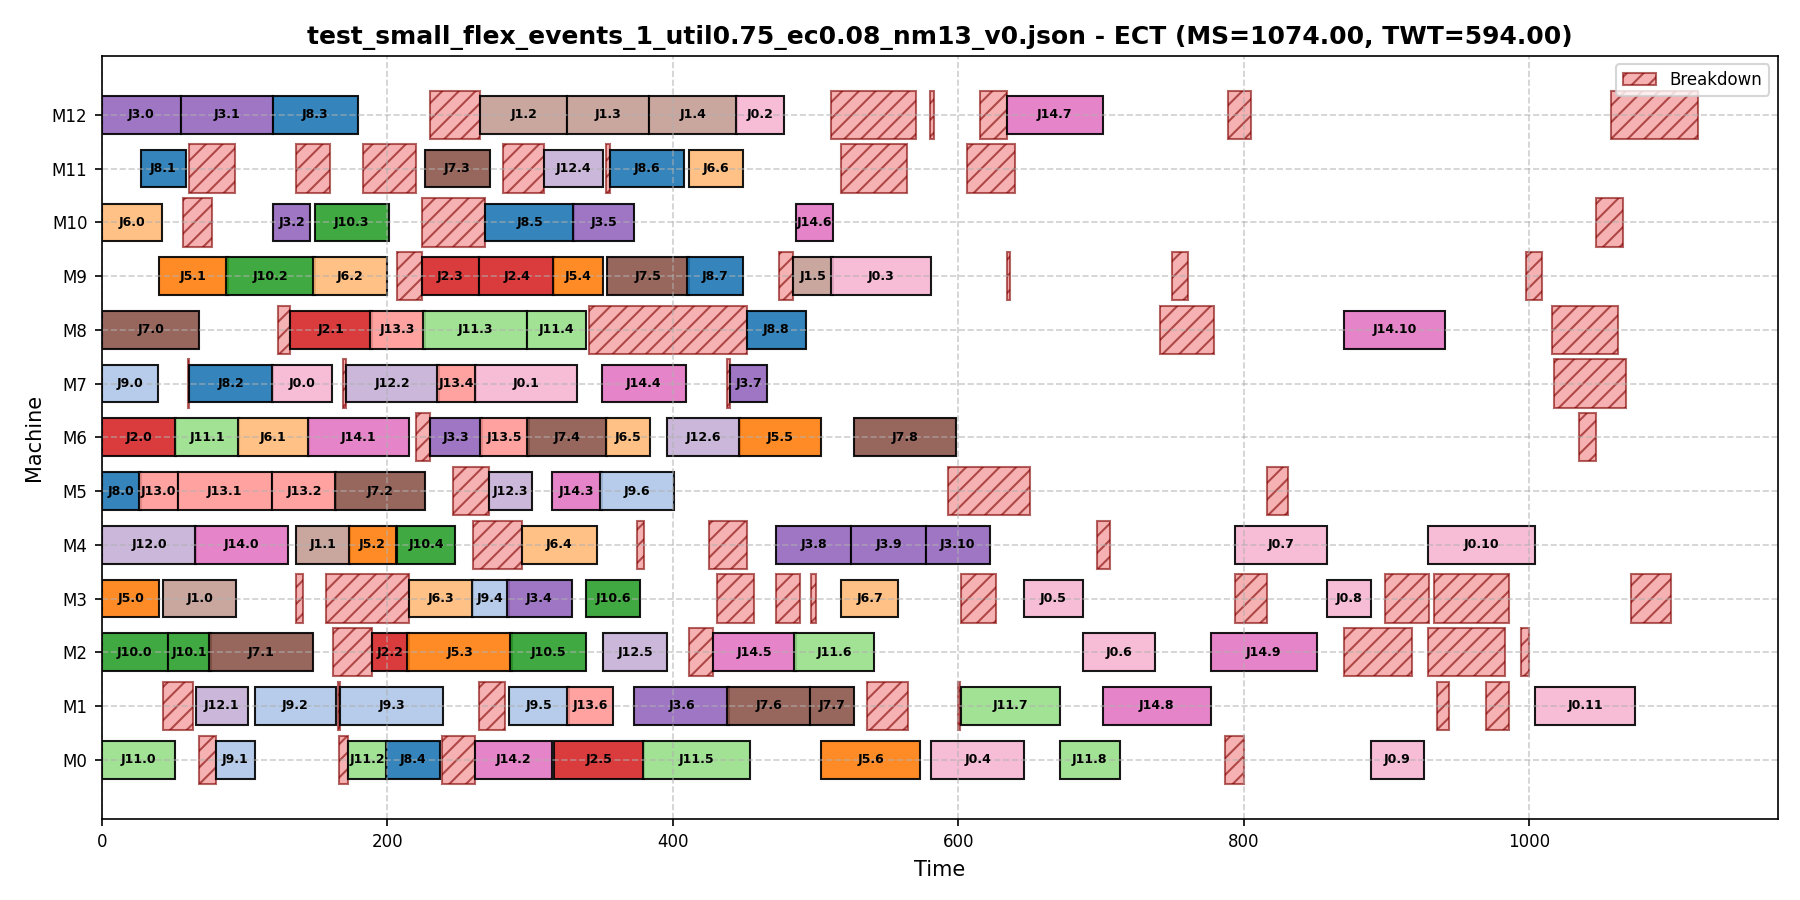 test_small_flex_events_1_util0.75_ec0.08_nm13_v0.json - ECT (MS=1074.00, TWT=594.00)
Breakdown
M12 J3.0 J3.1 J8.3 J1.2 J1.3 J1.4 J0.2 J14.7
M11 J8.1 J7.3 J12.4 J8.6 J6.6
M10 J6.0 J3.2 J10.3 J8.5 J3.5 J14.6
M9 J5.1 J10.2 J6.2 J2.3 J2.4 J5.4 J7.5 J8.7 J1.5 J0.3
M8 J7.0 J2.1 J13.3 J11.3 J11.4 J8.8 J14.10
M7 J9.0 J8.2 J0.0 J12.2 J13.4 J0.1 J14.4 J3.7
M6 J2.0 J11.1 J6.1 J14.1 J3.3 J13.5 J7.4 J6.5 J12.6 J5.5 J7.8
M5 J8.0 J13.0 J13.1 J13.2 J7.2 J12.3 J14.3 J9.6
M4 J12.0 J14.0 J1.1 J5.2 J10.4 J6.4 J3.8 J3.9 J3.10 J0.7 J0.10
M3 J5.0 J1.0 J6.3 J9.4 J3.4 J10.6 J6.7 J0.5 J0.8
M2 J10.0 J10.1 J7.1 J2.2 J5.3 J10.5 J12.5 J14.5 J11.6 J0.6 J14.9
M1 J12.1 J9.2 J9.3 J9.5 J13.6 J3.6 J7.6 J7.7 J11.7 J14.8 J0.11
M0 J11.0 J9.1 J11.2 J8.4 J14.2 J2.5 J11.5 J5.6 J0.4 J11.8 J0.9
0 200 400 600 800 1000
Time
Machine